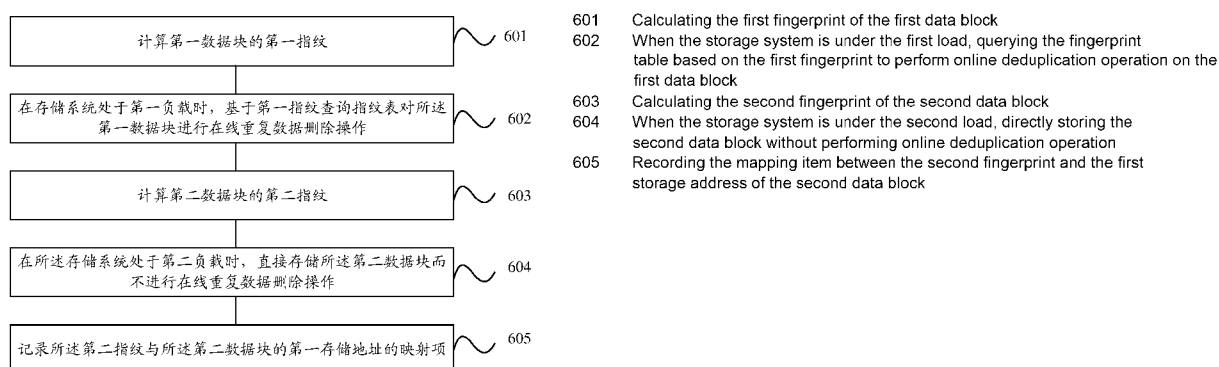 计算第一数据块的第一指纹
601
在存储系统处于第一负载时，基于第一指纹查询指纹表对所述
第一数据块进行在线重复数据删除操作
602
计算第二数据块的第二指纹
603
在所述存储系统处于第二负载时，直接存储所述第二数据块而
不进行在线重复数据删除操作
604
记录所述第二指纹与所述第二数据块的第一存储地址的映射项
605
601 Calculating the first fingerprint of the first data block
602 When the storage system is under the first load, querying the fingerprint
table based on the first fingerprint to perform online deduplication operation on the
first data block
603 Calculating the second fingerprint of the second data block
604 When the storage system is under the second load, directly storing the
second data block without performing online deduplication operation
605 Recording the mapping item between the second fingerprint and the first
storage address of the second data block